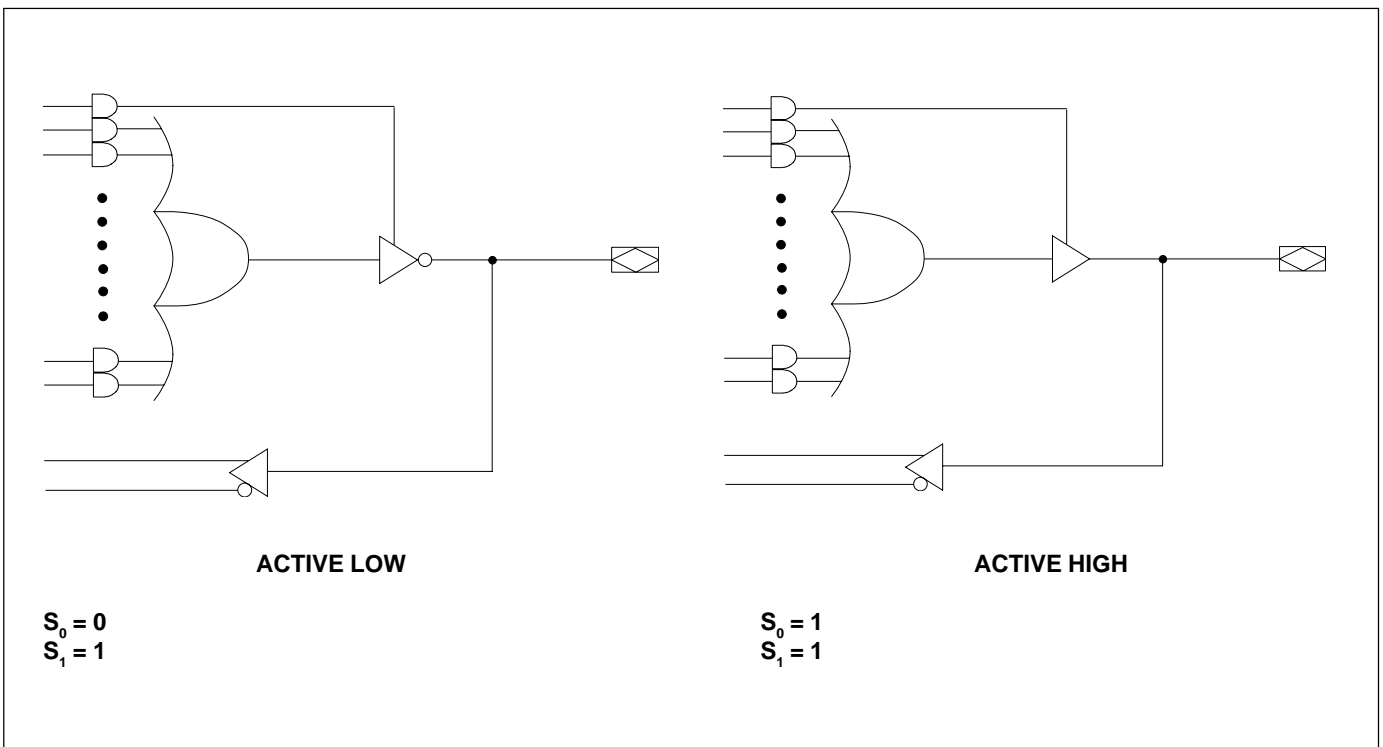 ACTIVE LOW
ACTIVE HIGH
S₀ = 0
S₁ = 1
S₀ = 1
S₁ = 1